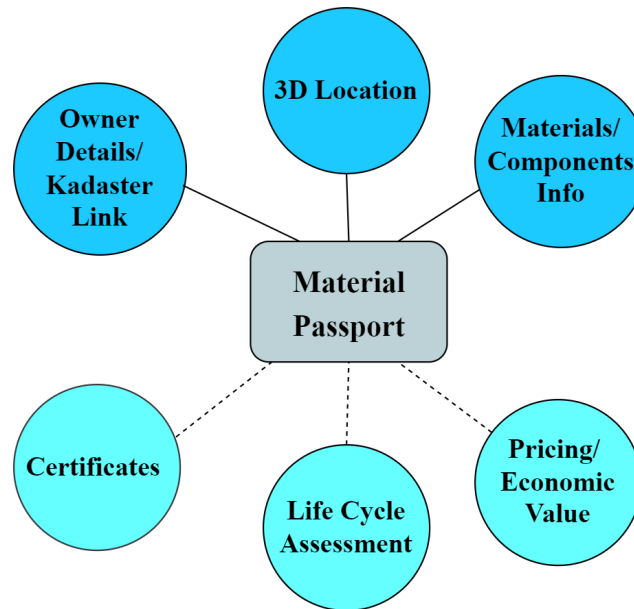 3D Location
Owner
Details/
Kadaster
Link
Materials/
Components
Info
Material
Passport
Certificates
Life Cycle
Assessment
Pricing/
Economic
Value